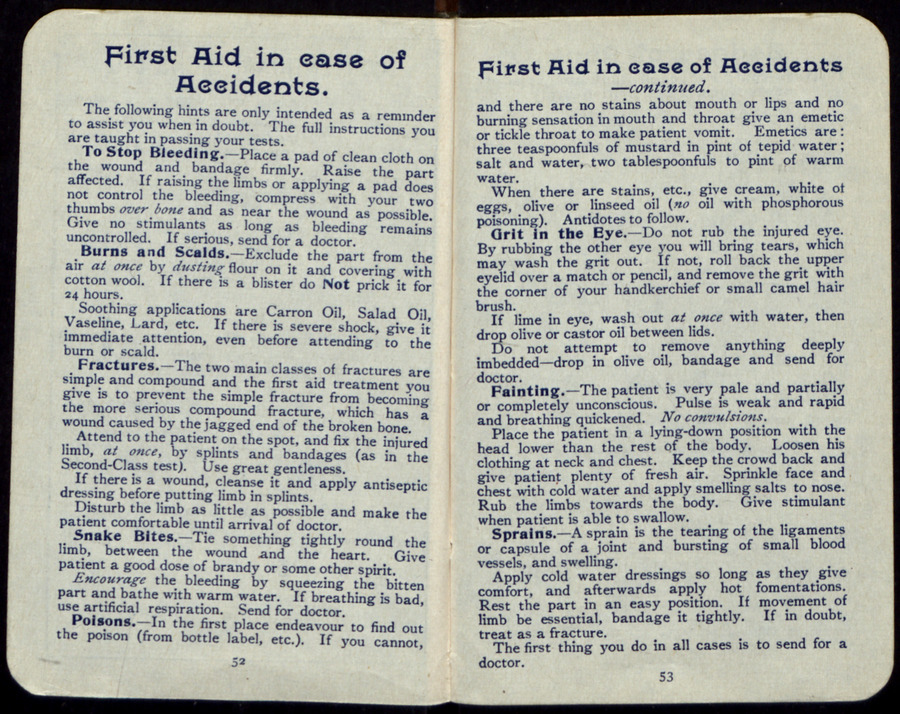 First Aid in case of
Accidents.
The following hints are only intended as a reminder
to assist you when in doubt. The full instructions you
are taught in passing your tests.
To Stop Bleeding.—Place a pad of clean cloth on
the wound and bandage firmly. Raise the part
affected. If raising the limbs or applying a pad does
not control the bleeding, compress with your two
thumbs over bone and as near the wound as possible.
Give no stimulants as long as bleeding remains
uncontrolled. If serious, send for a doctor.
Burns and Scalds.—Exclude the part from the
air at once by dusting flour on it and covering with
cotton wool. If there is a blister do Not prick it for
24 hours.
Soothing applications are Carron Oil, Salad Oil,
Vaseline, Lard, etc. If there is severe shock, give it
immediate attention, even before attending to the
burn or scald.
Fractures.—The two main classes of fractures are
simple and compound and the first aid treatment you
give is to prevent the simple fracture from becoming
the more serious compound fracture, which has a
wound caused by the jagged end of the broken bone.
Attend to the patient on the spot, and fix the injured
limb, at once, by splints and bandages (as in the
Second-Class test). Use great gentleness.
If there is a wound, cleanse it and apply antiseptic
dressing before putting limb in splints.
Disturb the limb as little as possible and make the
patient comfortable until arrival of doctor.
Snake Bites.—Tie something tightly round the
limb, between the wound and the heart. Give
patient a good dose of brandy or some other spirit.
Encourage the bleeding by squeezing the bitten
part and bathe with warm water. If breathing is bad,
use artificial respiration. Send for doctor.
Poisons.—In the first place endeavour to find out
the poison (from bottle label, etc.). If you cannot,
52
First Aid in case of Accidents
—continued.
and there are no stains about mouth or lips and no
burning sensation in mouth and throat give an emetic
or tickle throat to make patient vomit. Emetics are:
three teaspoonfuls of mustard in pint of tepid water;
salt and water, two tablespoonfuls to pint of warm
water.
When there are stains, etc., give cream, white of
eggs, olive or linseed oil (no oil with phosphorous
poisoning). Antidotes to follow.
Grit in the Eye.—Do not rub the injured eye.
By rubbing the other eye you will bring tears, which
may wash the grit out. If not, roll back the upper
eyelid over a match or pencil, and remove the grit with
the corner of your handkerchief or small camel hair
brush.
If lime in eye, wash out at once with water, then
drop olive or castor oil between lids.
Do not attempt to remove anything deeply
imbedded—drop in olive oil, bandage and send for
doctor.
Fainting.—The patient is very pale and partially
or completely unconscious. Pulse is weak and rapid
and breathing quickened. No convulsions.
Place the patient in a lying-down position with the
head lower than the rest of the body. Loosen his
clothing at neck and chest. Keep the crowd back and
give patient plenty of fresh air. Sprinkle face and
chest with cold water and apply smelling salts to nose.
Rub the limbs towards the body. Give stimulant
when patient is able to swallow.
Sprains.—A sprain is the tearing of the ligaments
or capsule of a joint and bursting of small blood
vessels, and swelling.
Apply cold water dressings so long as they give
comfort, and afterwards apply hot fomentations.
Rest the part in an easy position. If movement of
limb be essential, bandage it tightly. If in doubt,
treat as a fracture.
The first thing you do in all cases is to send for a
doctor.
53